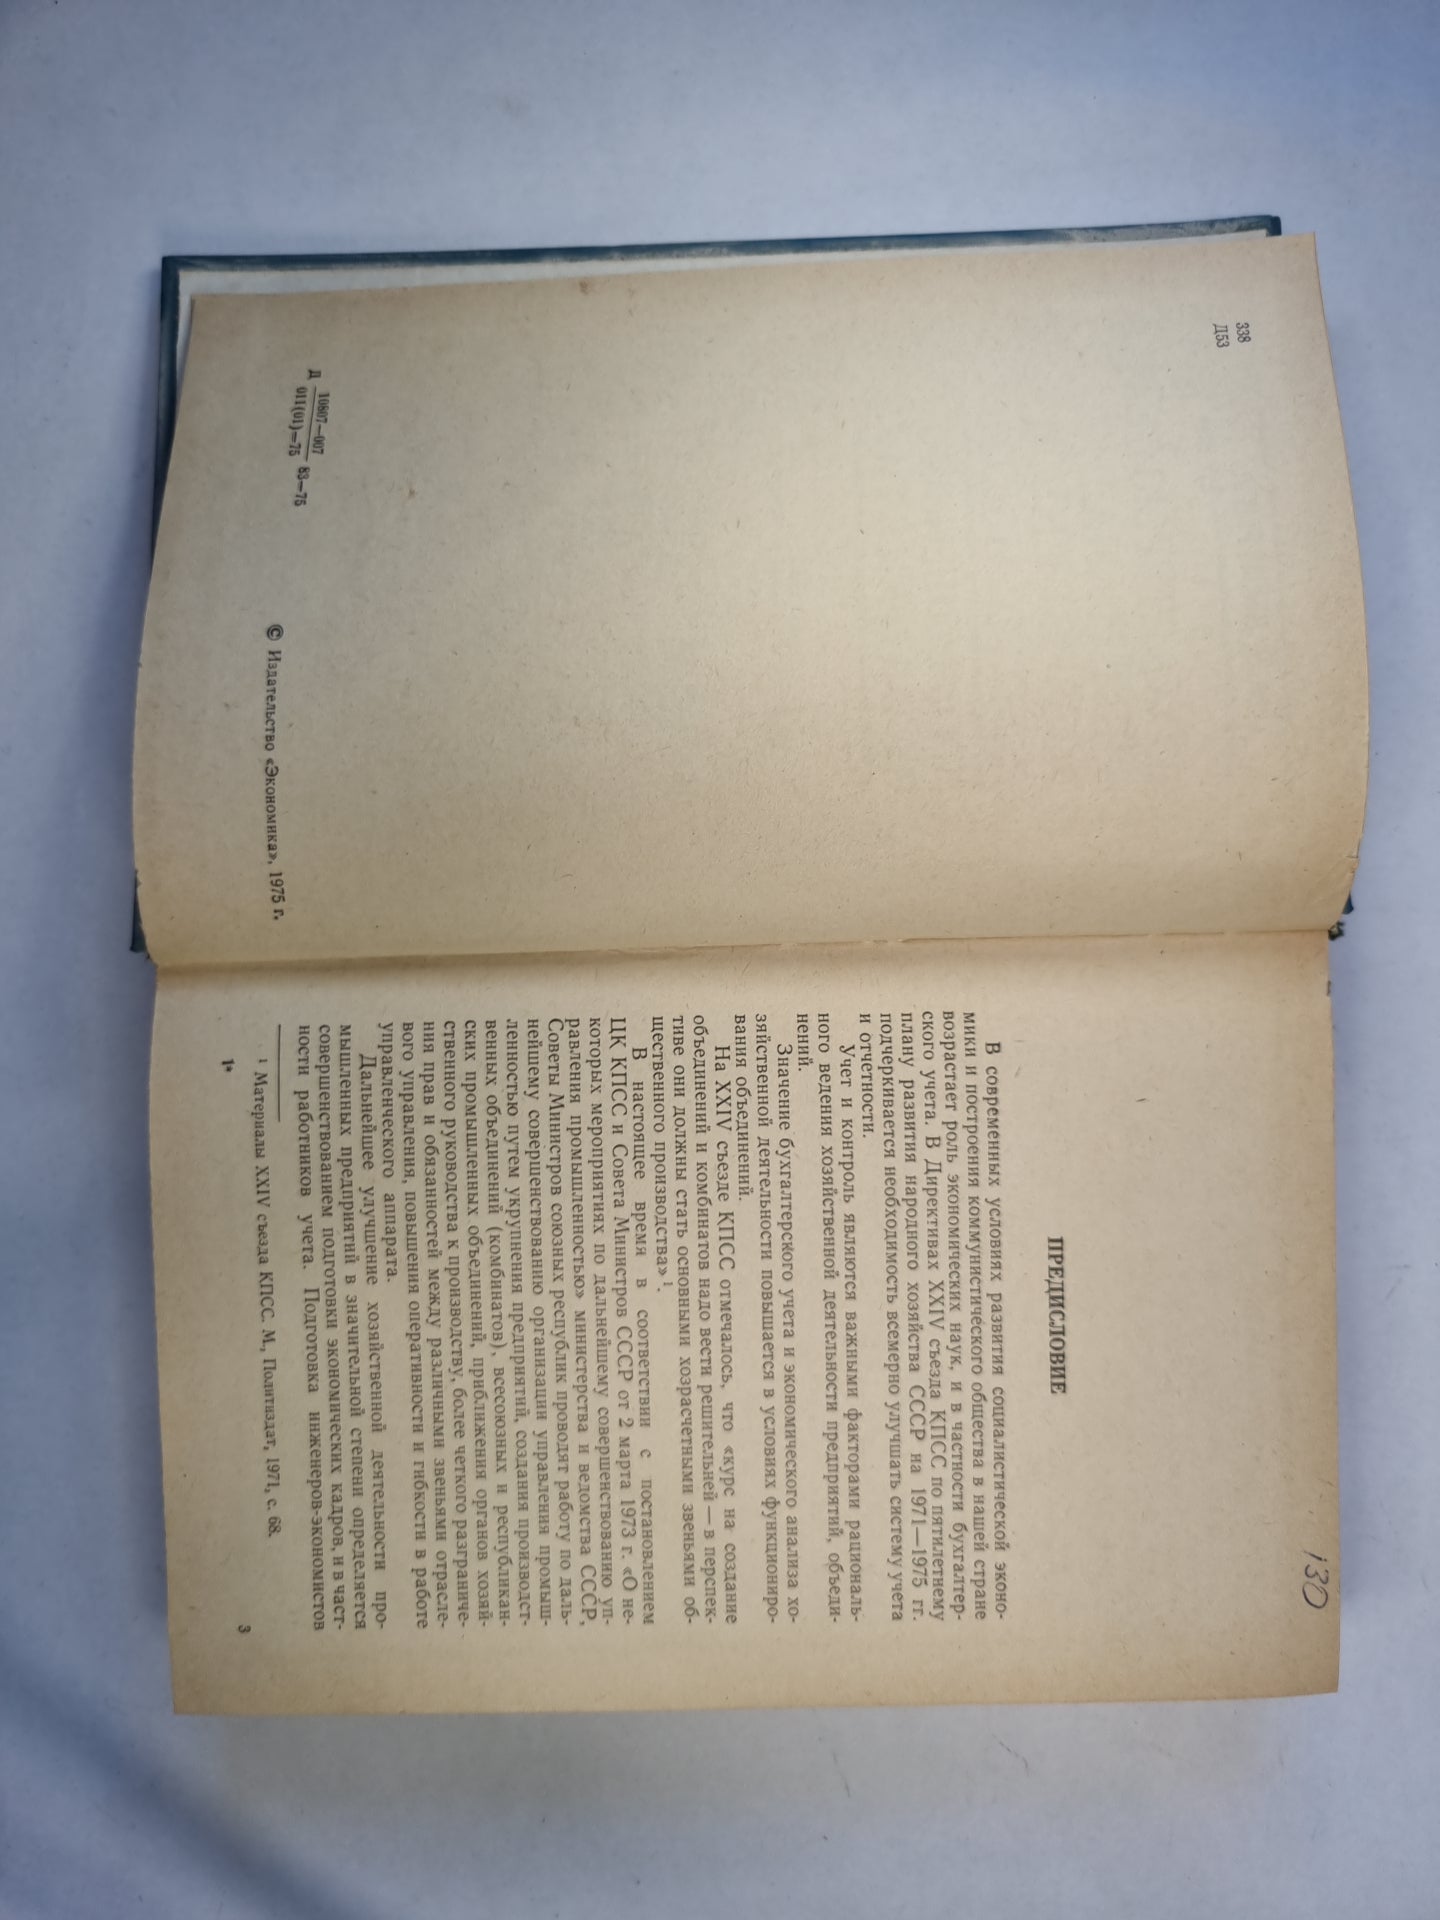 338
Д53
Д 10807—007
011(01)—75 83—75
© Издательство «Экономика», 1975 г.
130
ПРЕДИСЛОВИЕ
В современных условиях развития социалистической эконо-
мики и построения коммунистического общества в нашей стране
возрастает роль экономических наук, и в частности бухгалтер-
ского учета. В Директивах XXIV съезда КПСС по пятилетнему
плану развития народного хозяйства СССР на 1971—1975 гг.
подчеркивается необходимость всемерно улучшать систему учета
и отчетности.
Учет и контроль являются важными факторами рациональ-
ного ведения хозяйственной деятельности предприятий, объеди-
нений.
Значение бухгалтерского учета и экономического анализа хо-
зяйственной деятельности повышается в условиях функциониро-
вания объединений.
На XXIV съезде КПСС отмечалось, что «курс на создание
объединений и комбинатов надо вести решительней — в перспек-
тиве они должны стать основными хозрасчетными звеньями об-
щественного производства»¹.
В настоящее время в соответствии с постановлением
ЦК КПСС и Совета Министров СССР от 2 марта 1973 г. «О не-
которых мероприятиях по дальнейшему совершенствованию уп-
равления промышленностью» министерства и ведомства СССР,
Советы Министров союзных республик проводят работу по даль-
нейшему совершенствованию организации управления промыш-
ленностью путем укрупнения предприятий, создания производст-
венных объединений (комбинатов), всесоюзных и республикан-
ских промышленных объединений, приближения органов хозяй-
ственного руководства к производству, более четкого разграниче-
ния прав и обязанностей между различными звеньями отрасле-
вого управления, повышения оперативности и гибкости в работе
управленческого аппарата.
Дальнейшее улучшение хозяйственной деятельности про-
мышленных предприятий в значительной степени определяется
совершенствованием подготовки экономических кадров, и в част-
ности работников учета. Подготовка инженеров-экономистов
¹ Материалы XXIV съезда КПСС. М., Политиздат, 1971, с. 68.
1*
3